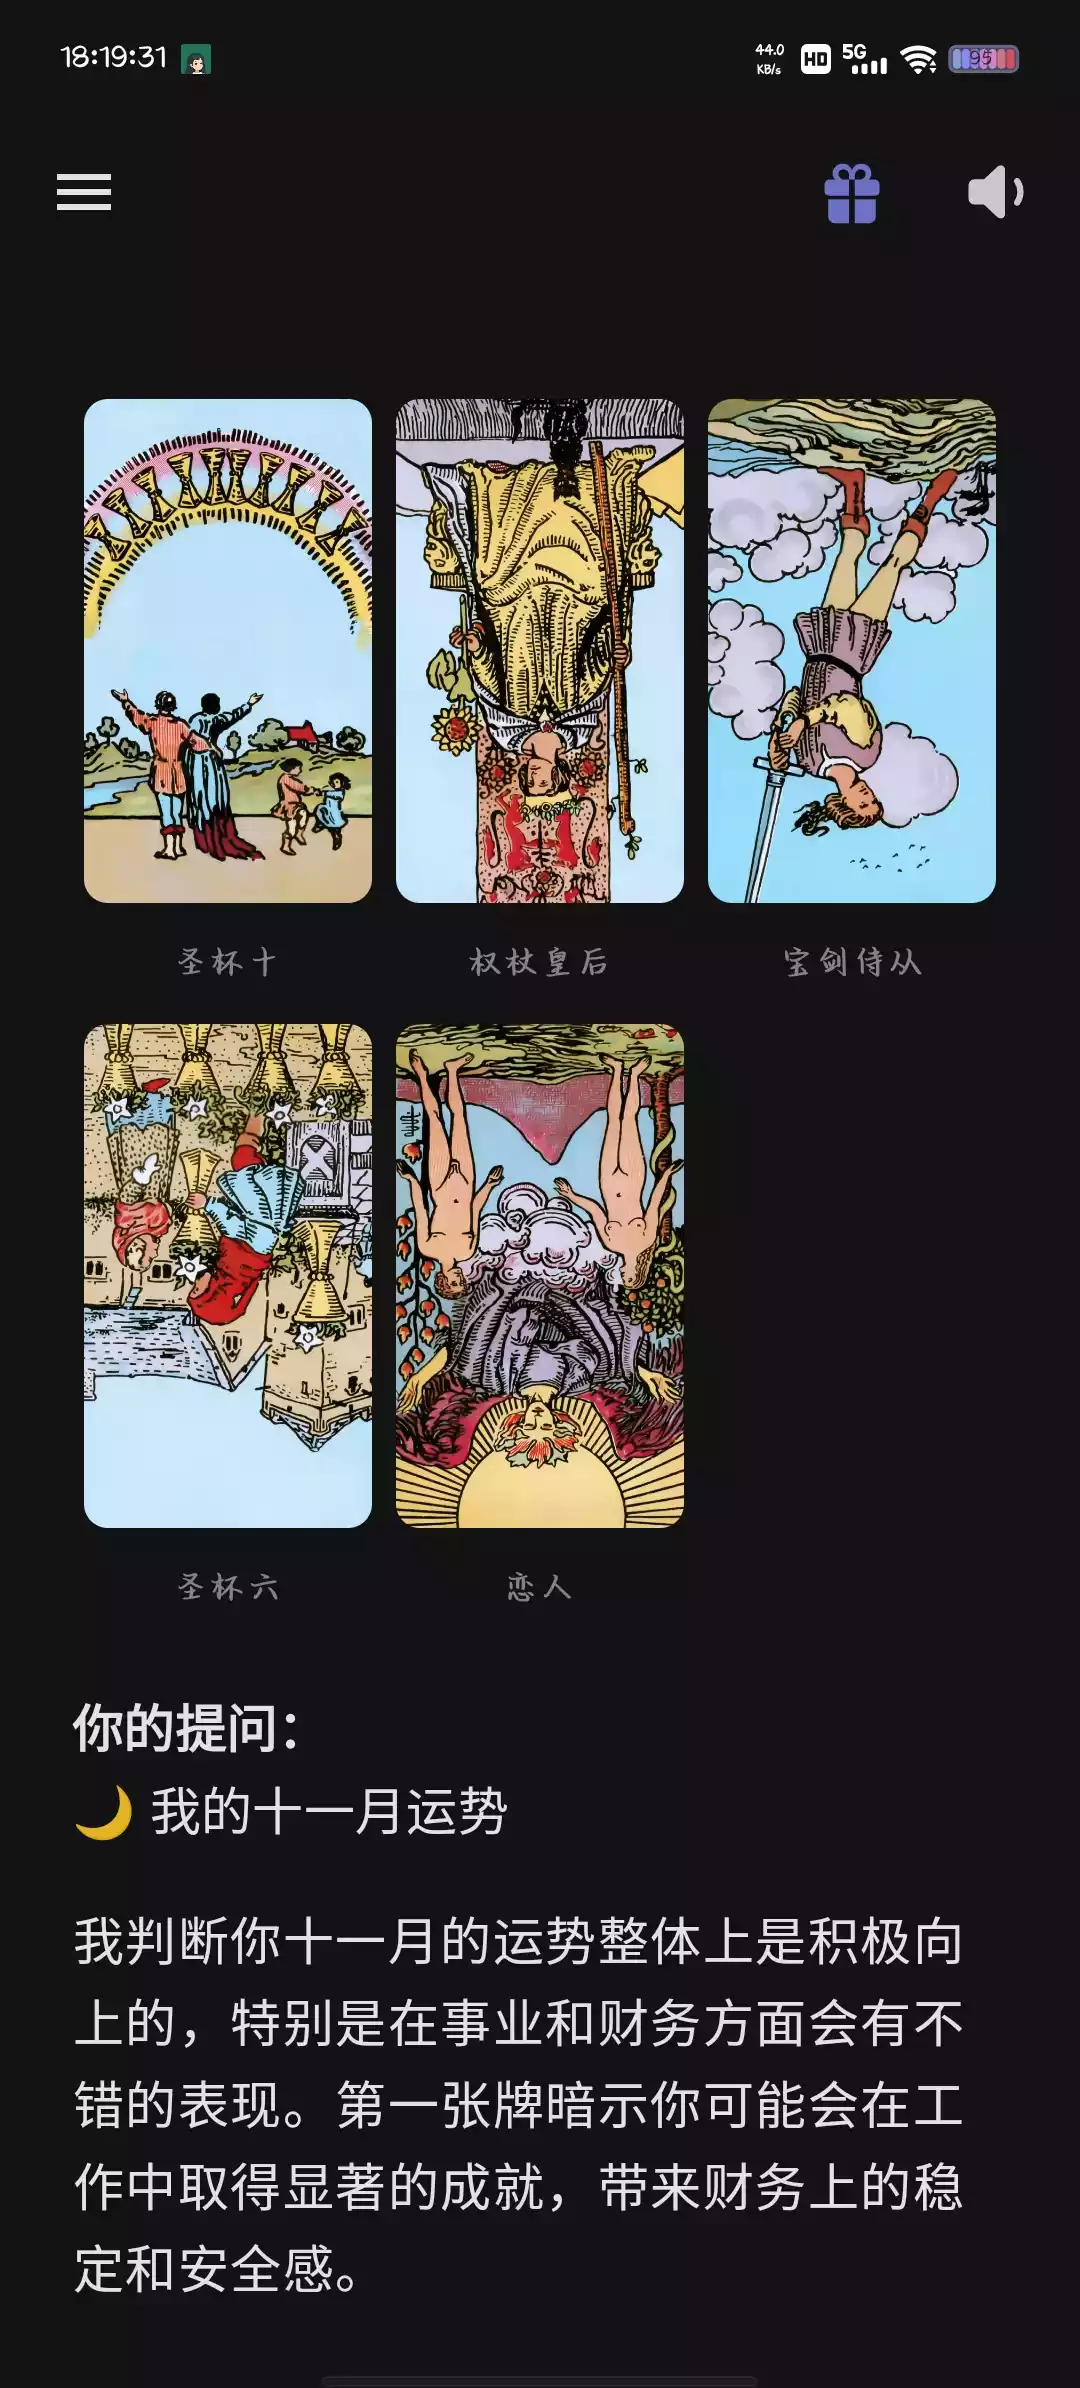 18:19:31
44.0
KB/s
HD
5G
95
圣杯十
权杖皇后
宝剑侍从
圣杯六
恋人
你的提问：
🌙 我的十一月运势
我判断你十一月的运势整体上是积极向
上的，特别是在事业和财务方面会有不
错的表现。第一张牌暗示你可能会在工
作中取得显著的成就，带来财务上的稳
定和安全感。